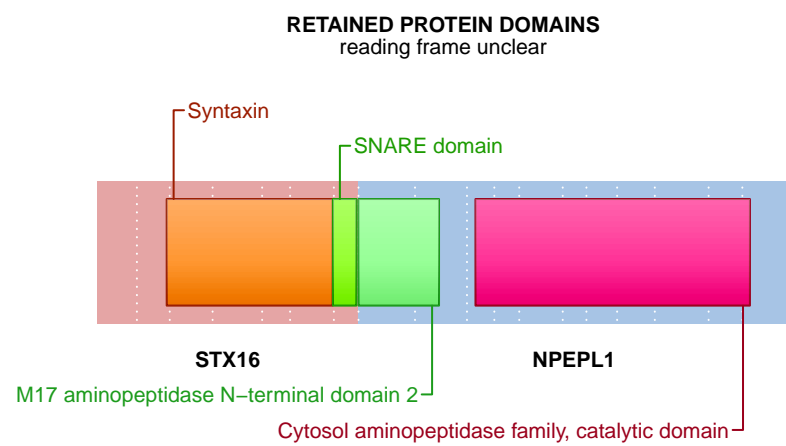 RETAINED PROTEIN DOMAINS
reading frame unclear
Syntaxin
SNARE domain
STX16
NPEPL1
M17 aminopeptidase N−terminal domain 2
Cytosol aminopeptidase family, catalytic domain